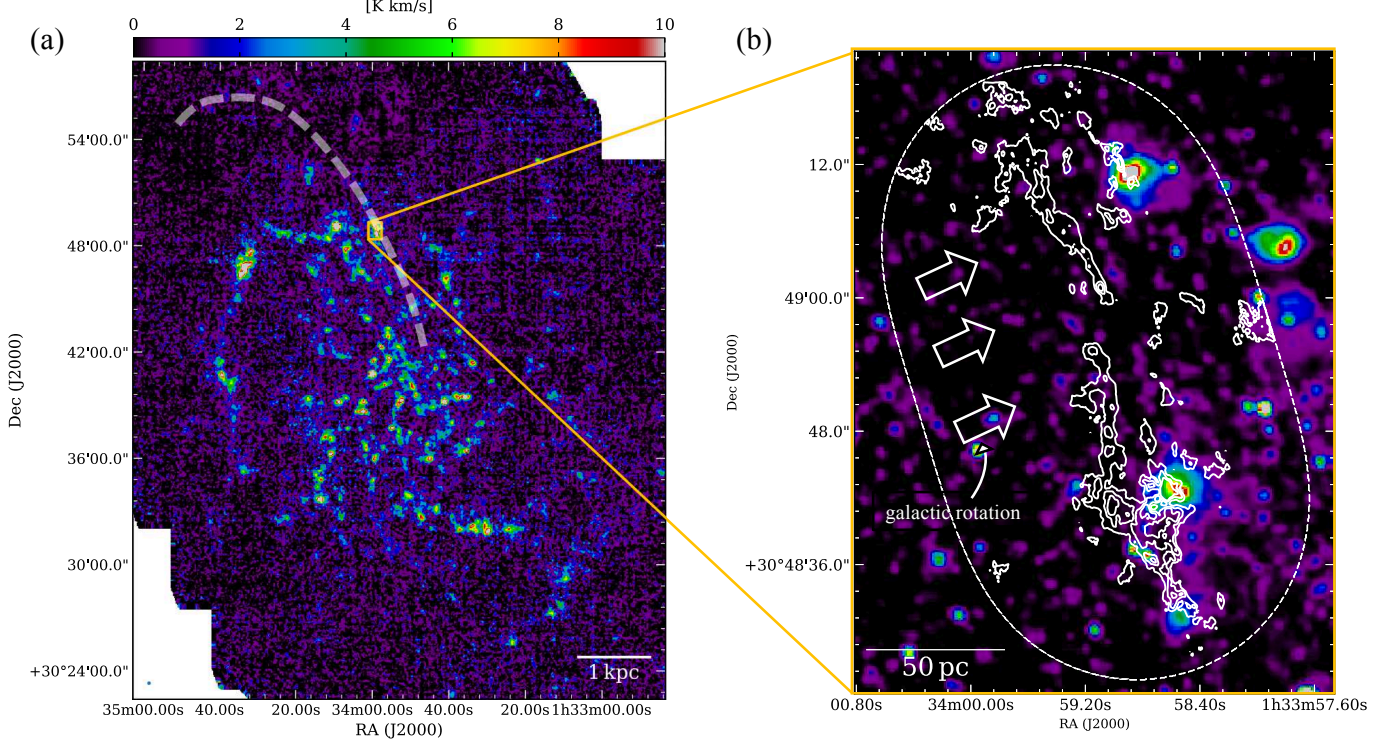 [K km/s]
(a)
0 2 4 6 8 10
(b)
54'00.0"
48'00.0"
42'00.0"
36'00.0"
30'00.0"
+30°24'00.0"
Dec (J2000)
1 kpc
35m00.00s 40.00s 20.00s 34m00.00s 40.00s 20.00s 1h33m00.00s
RA (J2000)
12.0"
49'00.0"
48.0"
+30°48'36.0"
Dec (J2000)
galactic rotation
50 pc
00.80s 34m00.00s 59.20s 58.40s 1h33m57.60s
RA (J2000)